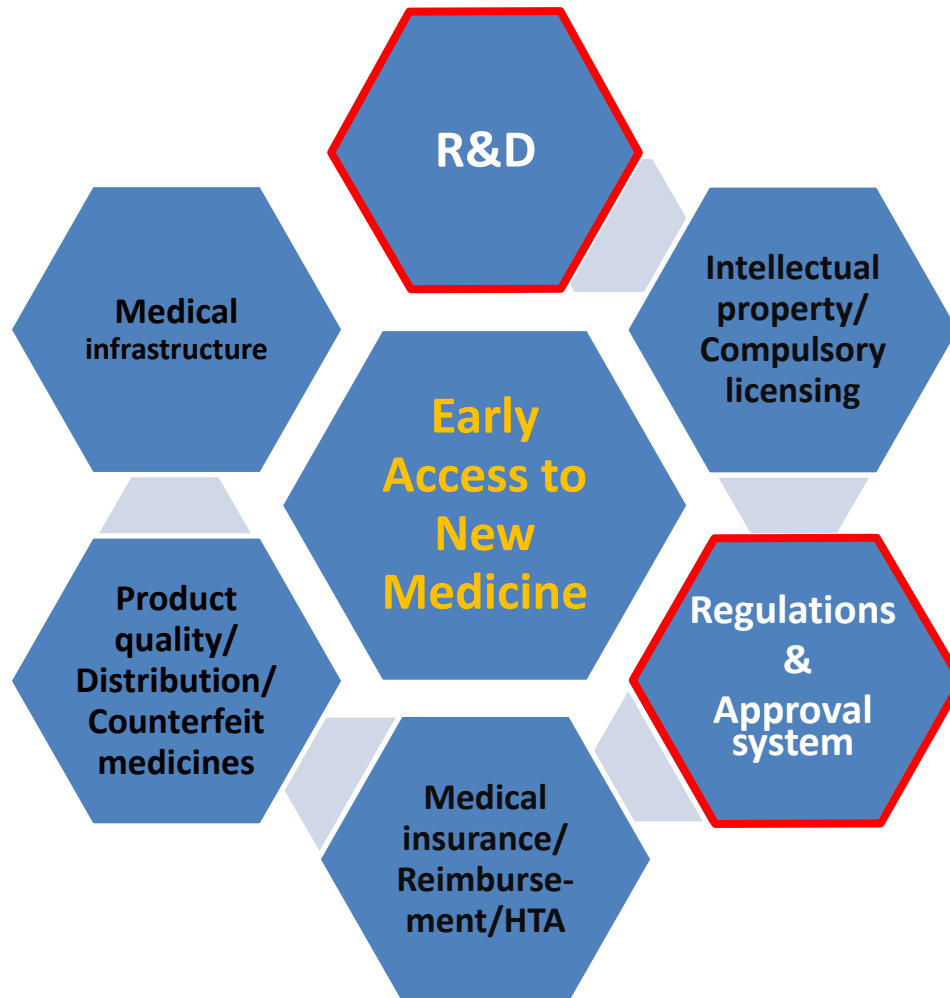 R&D
Intellectual
property/
Compulsory
licensing
Medical
infrastructure
Early
Access to
New
Medicine
Regulations
&
Approval
system
Product
quality/
Distribution/
Counterfeit
medicines
Medical
insurance/
Reimburse-
ment/HTA